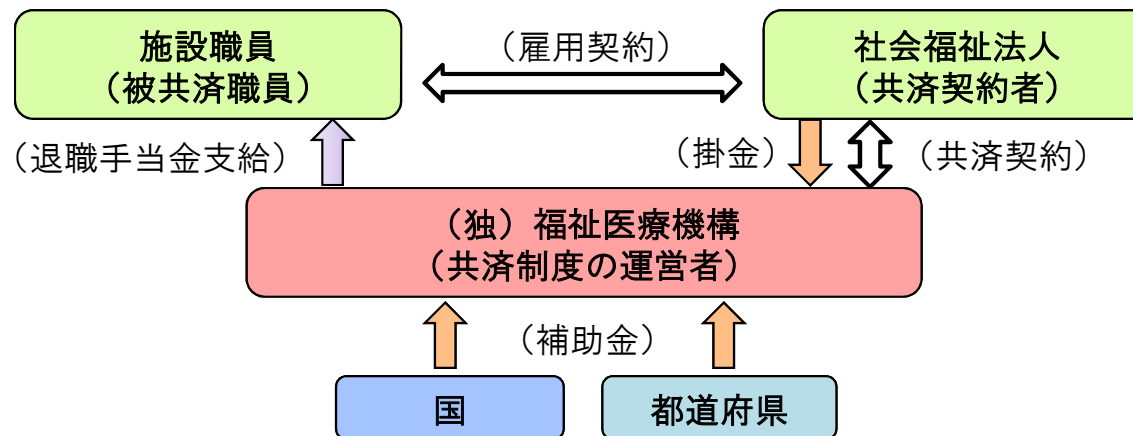 施設職員
（被共済職員）
（雇用契約）
社会福祉法人
（共済契約者）
（退職手当金支給）
（掛金）
（共済契約）
（独）福祉医療機構
（共済制度の運営者）
（補助金）
国
都道府県